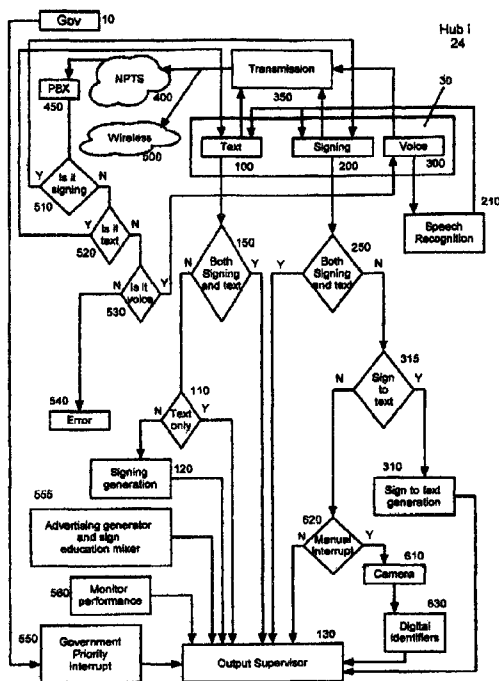 Gov
10
Hub i
24
Transmission
NPTS
PBX
450
400
350
30
Wireless
500
Text
Signing
Voice
100
200
300
210
Y
Is it
signing
N
510
Speech
Recognition
Y
Is it
text
N
520
150
250
N
Is it
voice
Y
530
N
Both
Signing
and text
Y
Y
Both Signing
and text
N
315
110
N
Sign
to
text
Y
540
N
Text
only
Y
Error
Signing
generation
120
310
Sign to text
generation
555
620
Advertising generator
and sign
education mixer
N
Manual
Interrupt
Y
610
Camera
560
Monitor
performance
630
550
Digital
Identifiers
130
Government
Priority
Interrupt
Output Supervisor